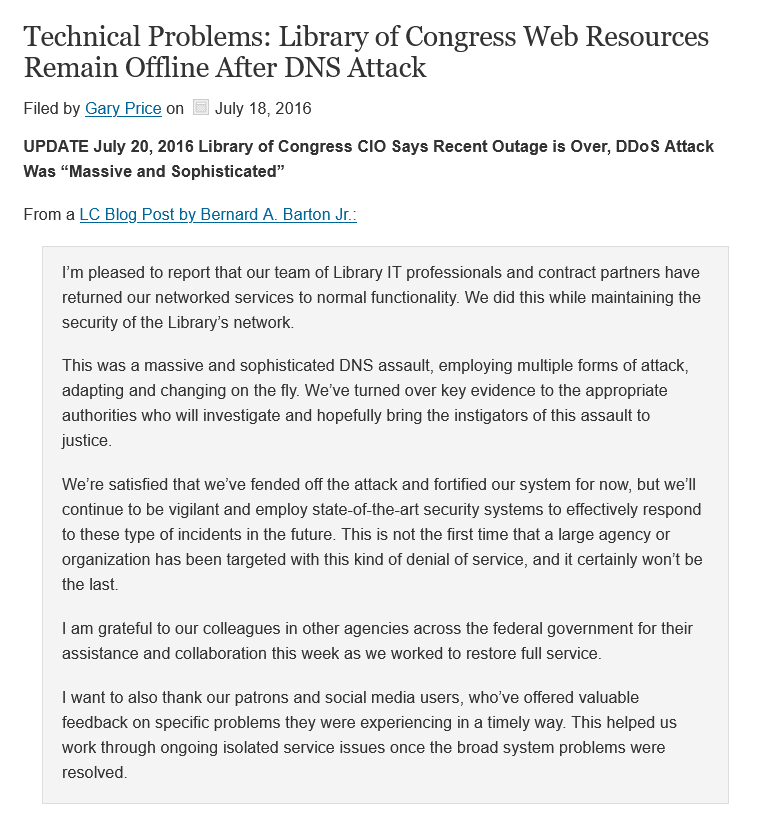 Technical Problems: Library of Congress Web Resources
Remain Offline After DNS Attack
Filed by Gary Price on July 18, 2016
UPDATE July 20, 2016 Library of Congress CIO Says Recent Outage is Over, DDoS Attack
Was “Massive and Sophisticated”
From a LC Blog Post by Bernard A. Barton Jr.:
I’m pleased to report that our team of Library IT professionals and contract partners have
returned our networked services to normal functionality. We did this while maintaining the
security of the Library’s network.
This was a massive and sophisticated DNS assault, employing multiple forms of attack,
adapting and changing on the fly. We’ve turned over key evidence to the appropriate
authorities who will investigate and hopefully bring the instigators of this assault to
justice.
We’re satisfied that we’ve fended off the attack and fortified our system for now, but we’ll
continue to be vigilant and employ state-of-the-art security systems to effectively respond
to these type of incidents in the future. This is not the first time that a large agency or
organization has been targeted with this kind of denial of service, and it certainly won’t be
the last.
I am grateful to our colleagues in other agencies across the federal government for their
assistance and collaboration this week as we worked to restore full service.
I want to also thank our patrons and social media users, who’ve offered valuable
feedback on specific problems they were experiencing in a timely way. This helped us
work through ongoing isolated service issues once the broad system problems were
resolved.